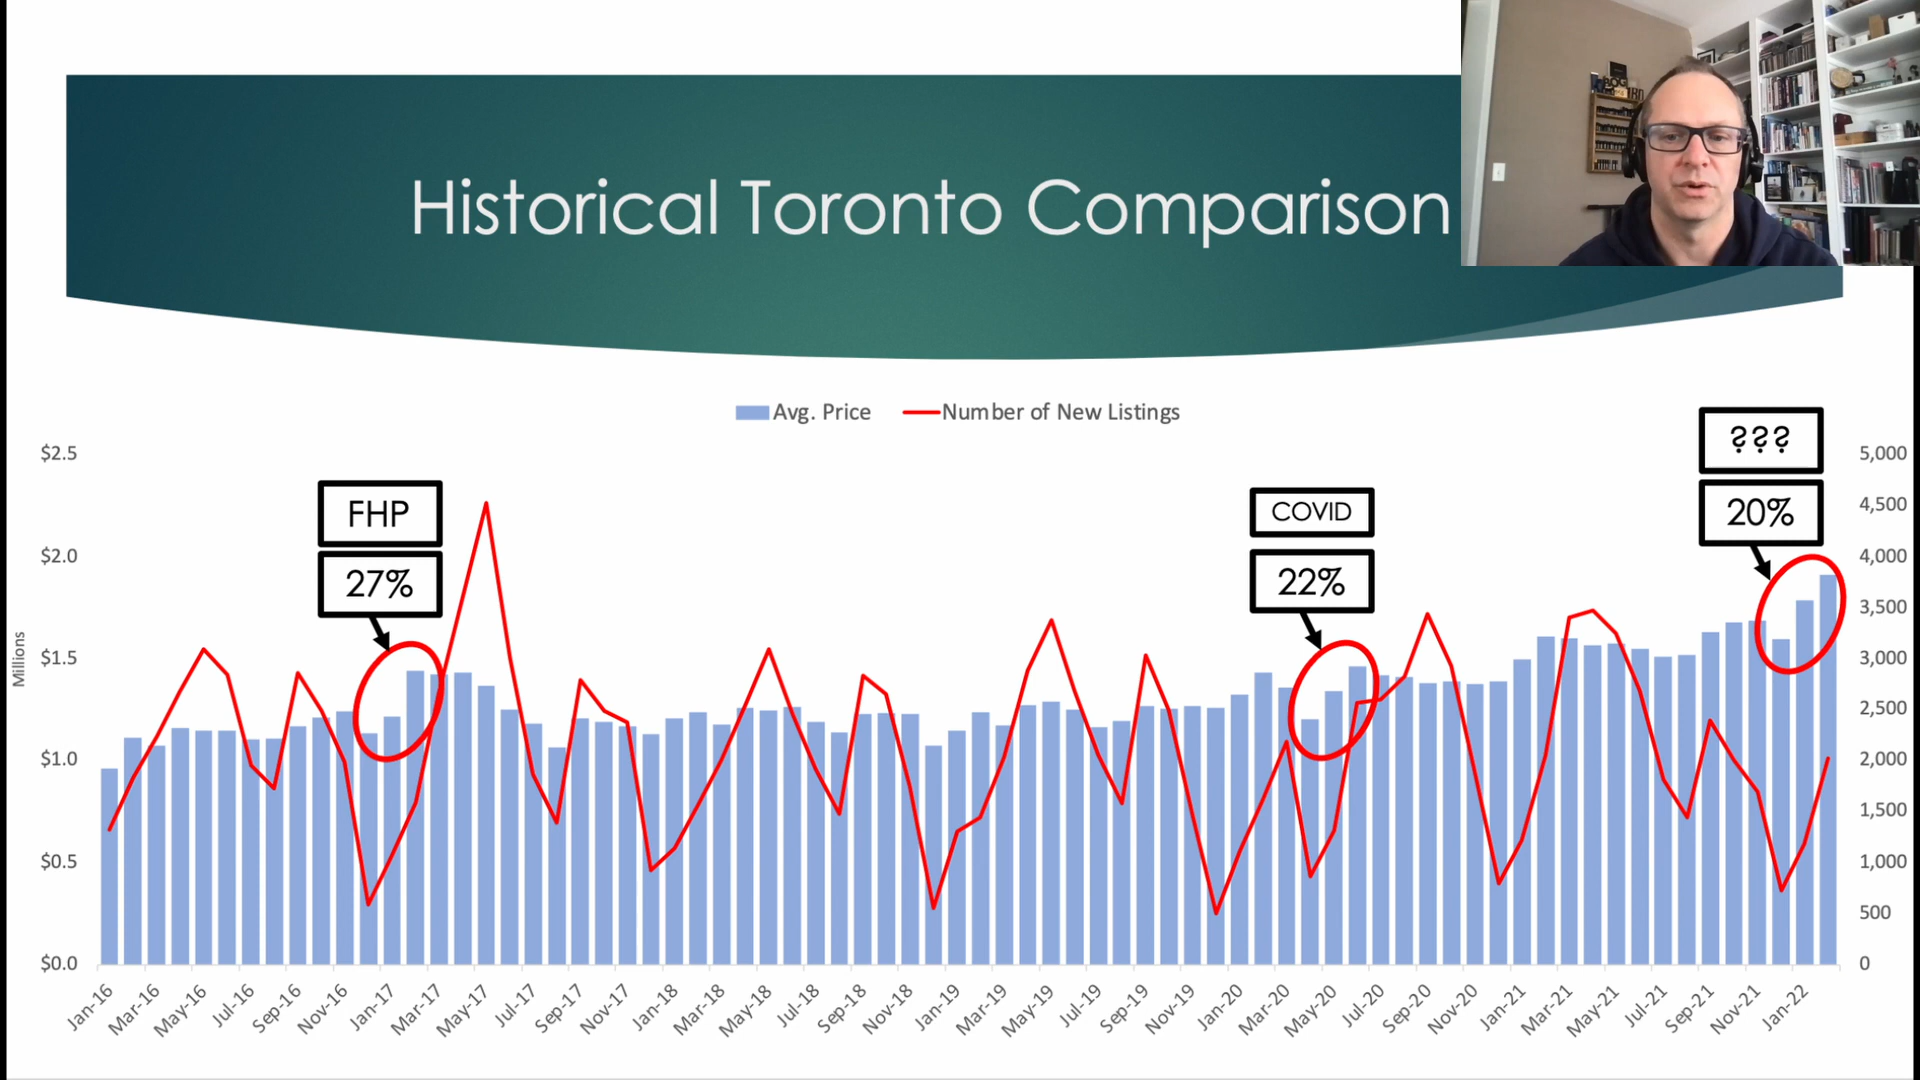 Historical Toronto Comparison
Avg. Price
Number of New Listings
???
20%
FHP
27%
COVID
22%
Millions
$2.5
$2.0
$1.5
$1.0
$0.5
$0.0
5,000
4,500
4,000
3,500
3,000
2,500
2,000
1,500
1,000
500
0
Jan-16
Mar-16
May-16
Jul-16
Sep-16
Nov-16
Jan-17
Mar-17
May-17
Jul-17
Sep-17
Nov-17
Jan-18
Mar-18
May-18
Jul-18
Sep-18
Nov-18
Jan-19
Mar-19
May-19
Jul-19
Sep-19
Nov-19
Jan-20
Mar-20
May-20
Jul-20
Sep-20
Nov-20
Jan-21
Mar-21
May-21
Jul-21
Sep-21
Nov-21
Jan-22